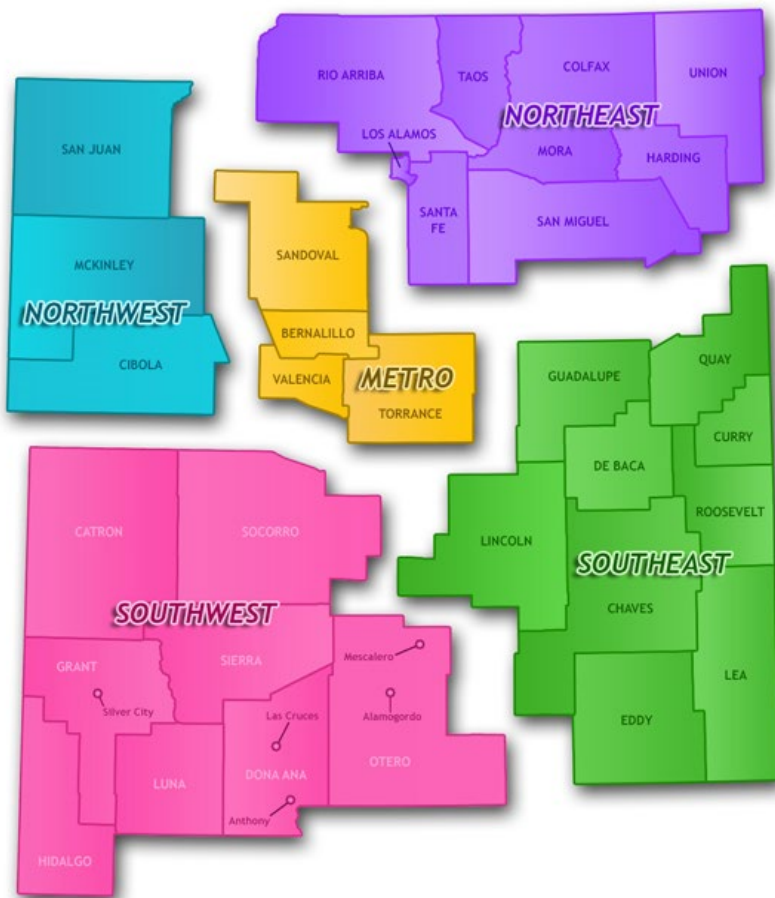 RIO ARRIBA
TAOS
COLFAX
UNION
NORTHEAST
LOS ALAMOS
MORA
HARDING
SANTA
FE
SAN MIGUEL
SAN JUAN
MCKINLEY
NORTHWEST
CIBOLA
SANDOVAL
BERNALILLO
VALENCIA
METRO
TORRANCE
GUADALUPE
QUAY
CURRY
DE BACA
ROOSEVELT
LINCOLN
SOUTHEAST
CHAVES
LEA
EDDY
CATRON
SOCORRO
SOUTHWEST
GRANT
SIERRA
Mescalero
Silver City
Las Cruces
Alamogordo
LUNA
DONA ANA
OTERO
Anthony
HIDALGO